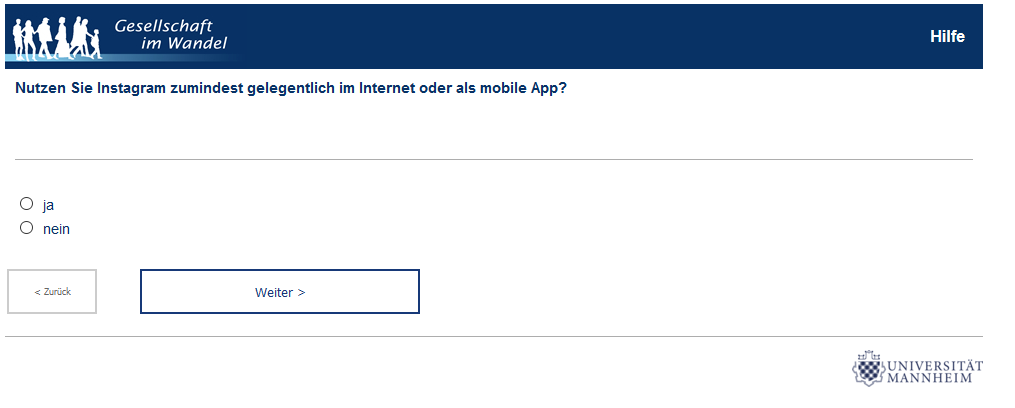 Gesellschaft
im Wandel
Hilfe
Nutzen Sie Instagram zumindest gelegentlich im Internet oder als mobile App?
ja
nein
< Zurück
Weiter >
UNIVERSITÄT
MANNHEIM